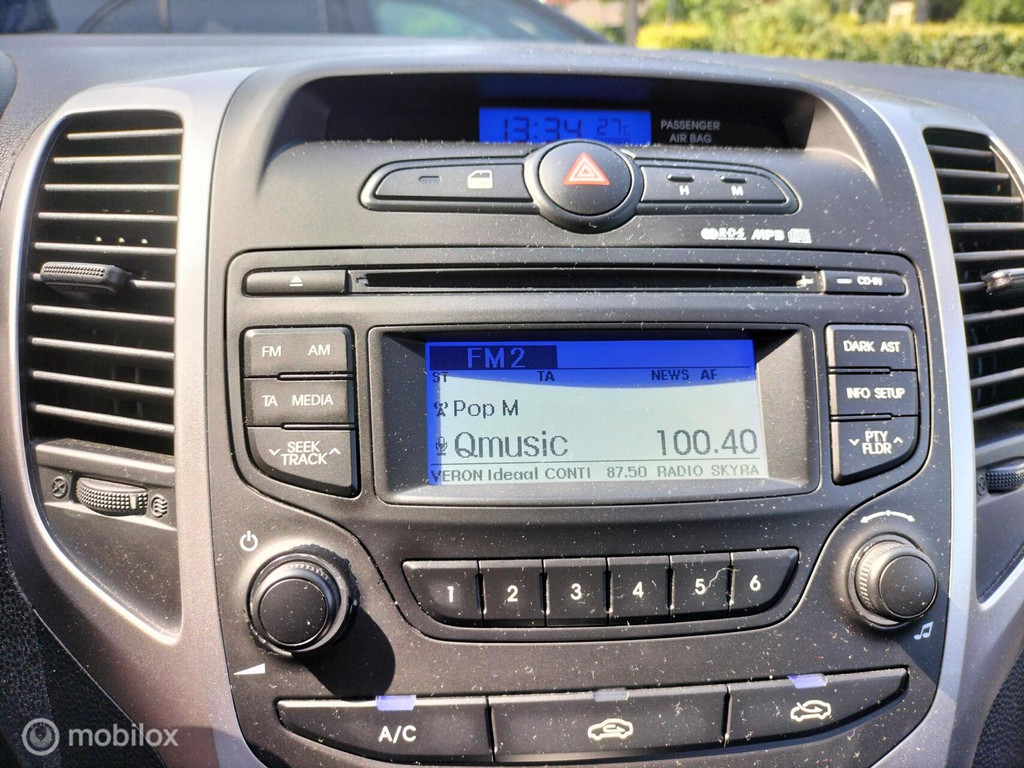 13:34 27°C
PASSENGER
AIR BAG
H M
RDS MP3
CD-IN
FM AM
TA MEDIA
SEEK
TRACK
FM2
ST TA NEWS AF
Pop M
Qmusic 100.40
VERON Ideaal CONTI 87.50 RADIO SKYRA
DARK AST
INFO SETUP
PTY
FLDR
1 2 3 4 5 6
A/C
mobilox